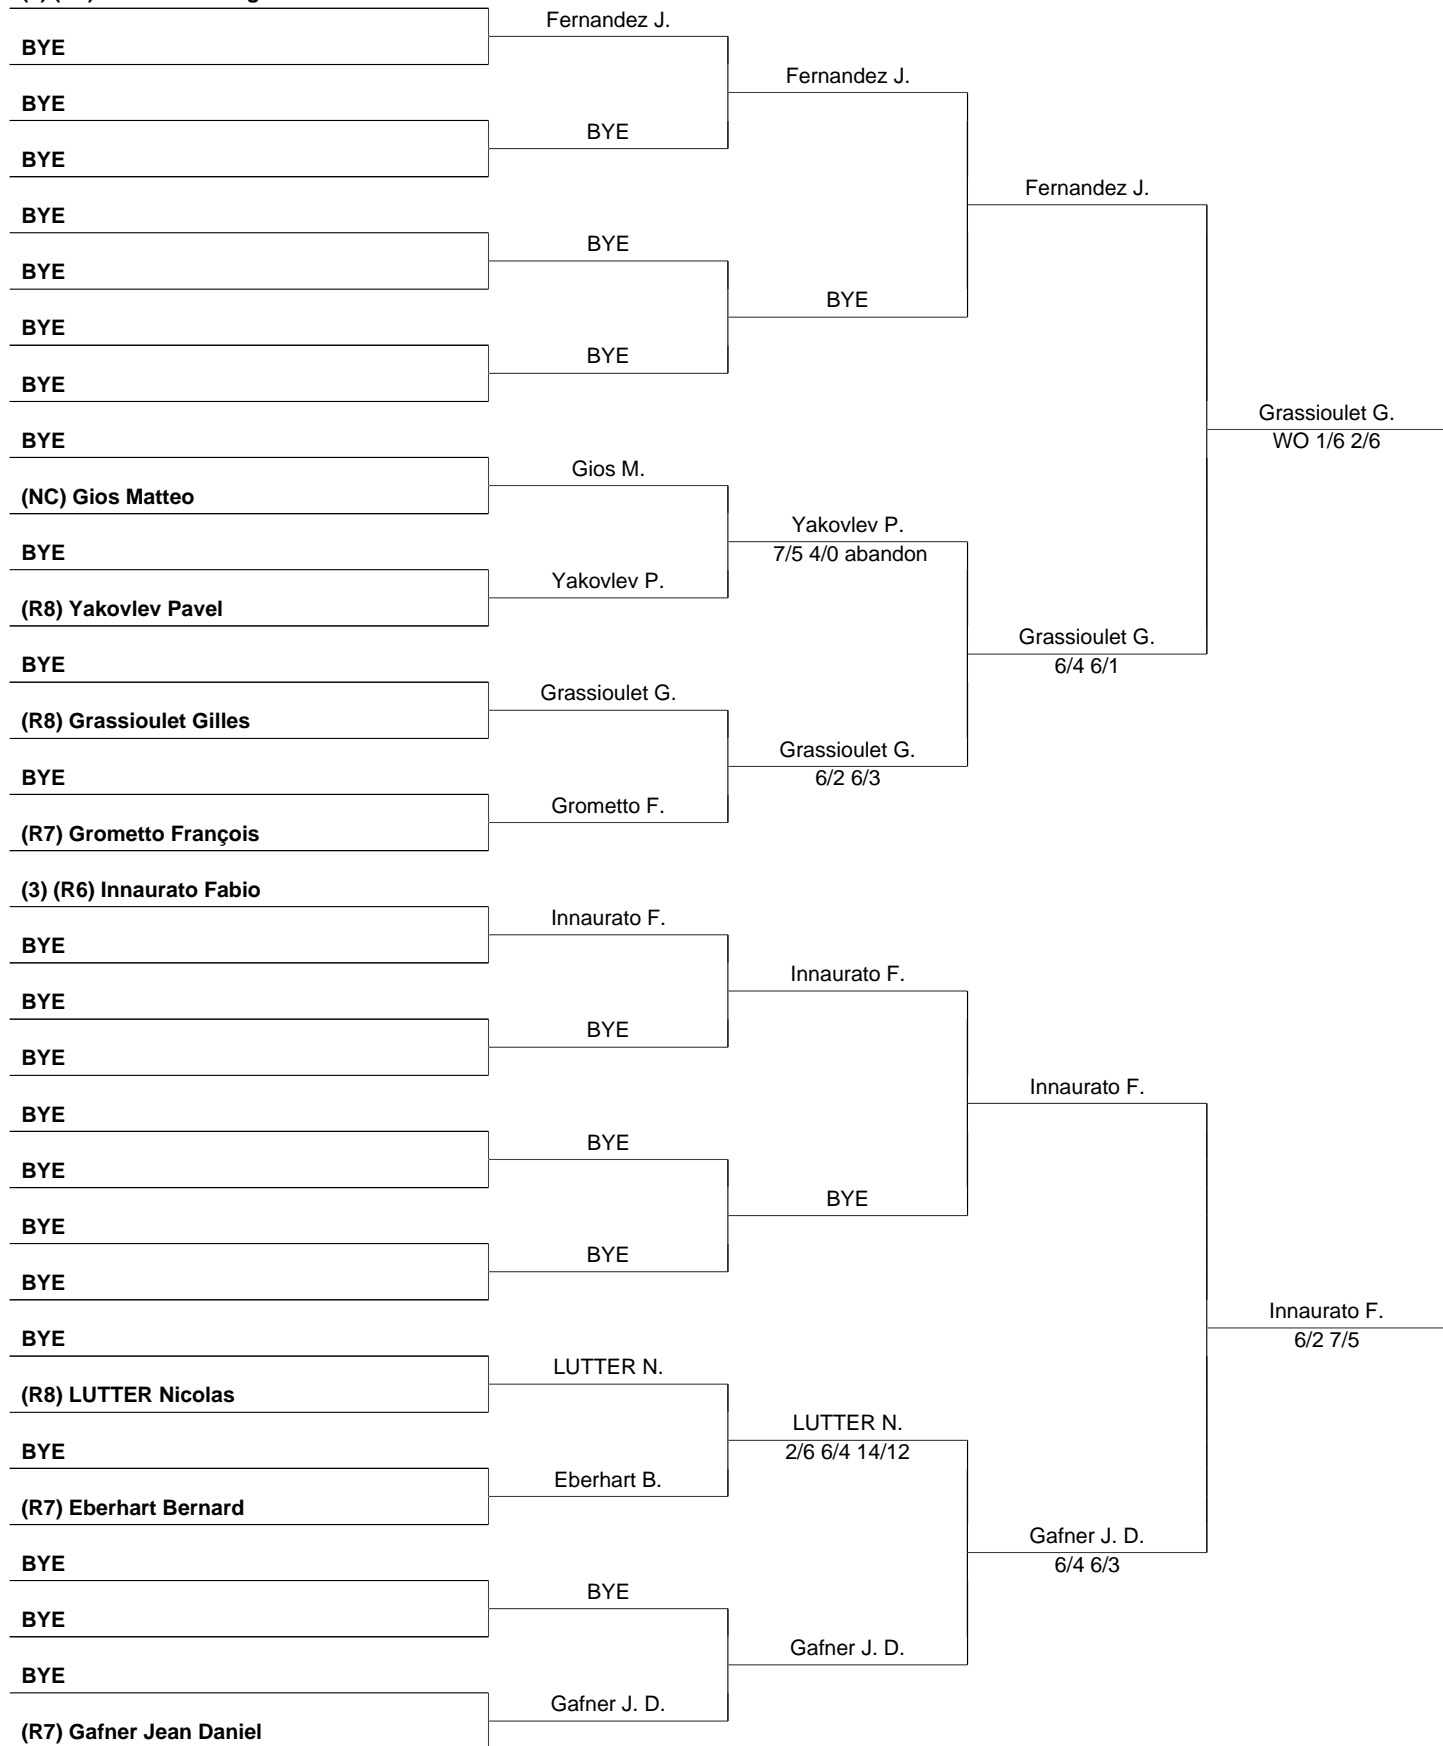 BYE
BYE
BYE
BYE
BYE
BYE
BYE
BYE
(NC) Gios Matteo
BYE
(R8) Yakovlev Pavel
BYE
(R8) Grassioulet Gilles
BYE
(R7) Grometto François
(3) (R6) Innaurato Fabio
BYE
BYE
BYE
BYE
BYE
BYE
BYE
BYE
(R8) LUTTER Nicolas
BYE
(R7) Eberhart Bernard
BYE
BYE
BYE
(R7) Gafner Jean Daniel
Fernandez J.
BYE
BYE
BYE
Gios M.
Yakovlev P.
Grassioulet G.
Grometto F.
Innaurato F.
BYE
BYE
BYE
LUTTER N.
Eberhart B.
BYE
Gafner J. D.
Fernandez J.
BYE
Yakovlev P.
7/5 4/0 abandon
Grassioulet G.
6/2 6/3
Innaurato F.
BYE
LUTTER N.
2/6 6/4 14/12
Gafner J. D.
Fernandez J.
Grassioulet G.
6/4 6/1
Innaurato F.
Gafner J. D.
6/4 6/3
Grassioulet G.
WO 1/6 2/6
Innaurato F.
6/2 7/5